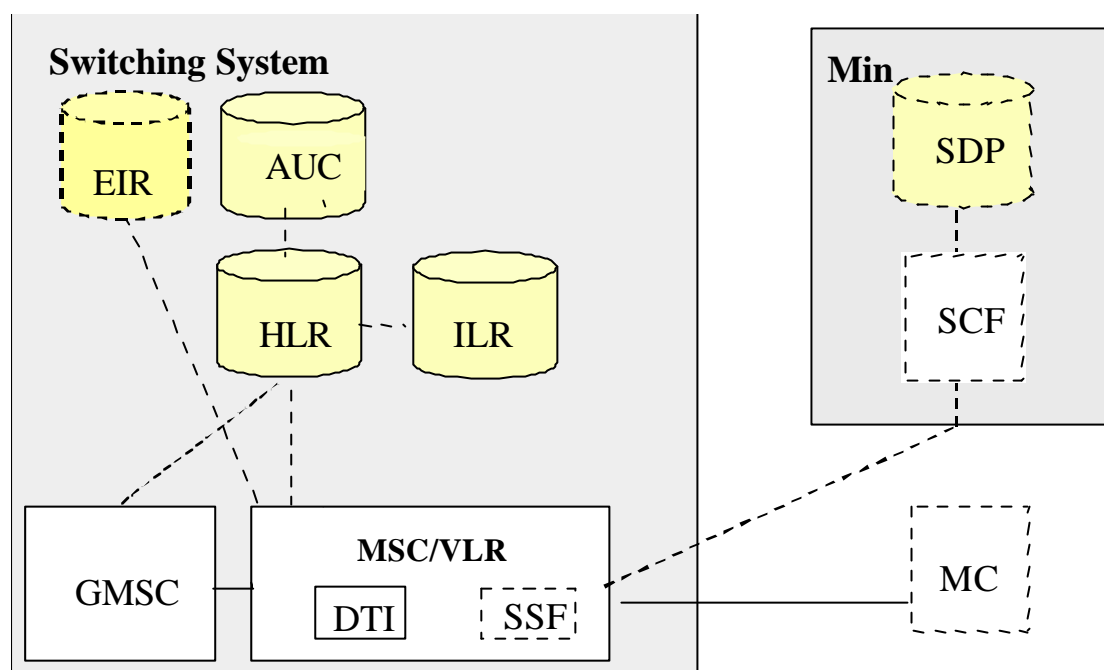 Switching System
Min
EIR
AUC
SDP
HLR
ILR
SCF
MSC/VLR
GMSC
DTI
SSF
MC